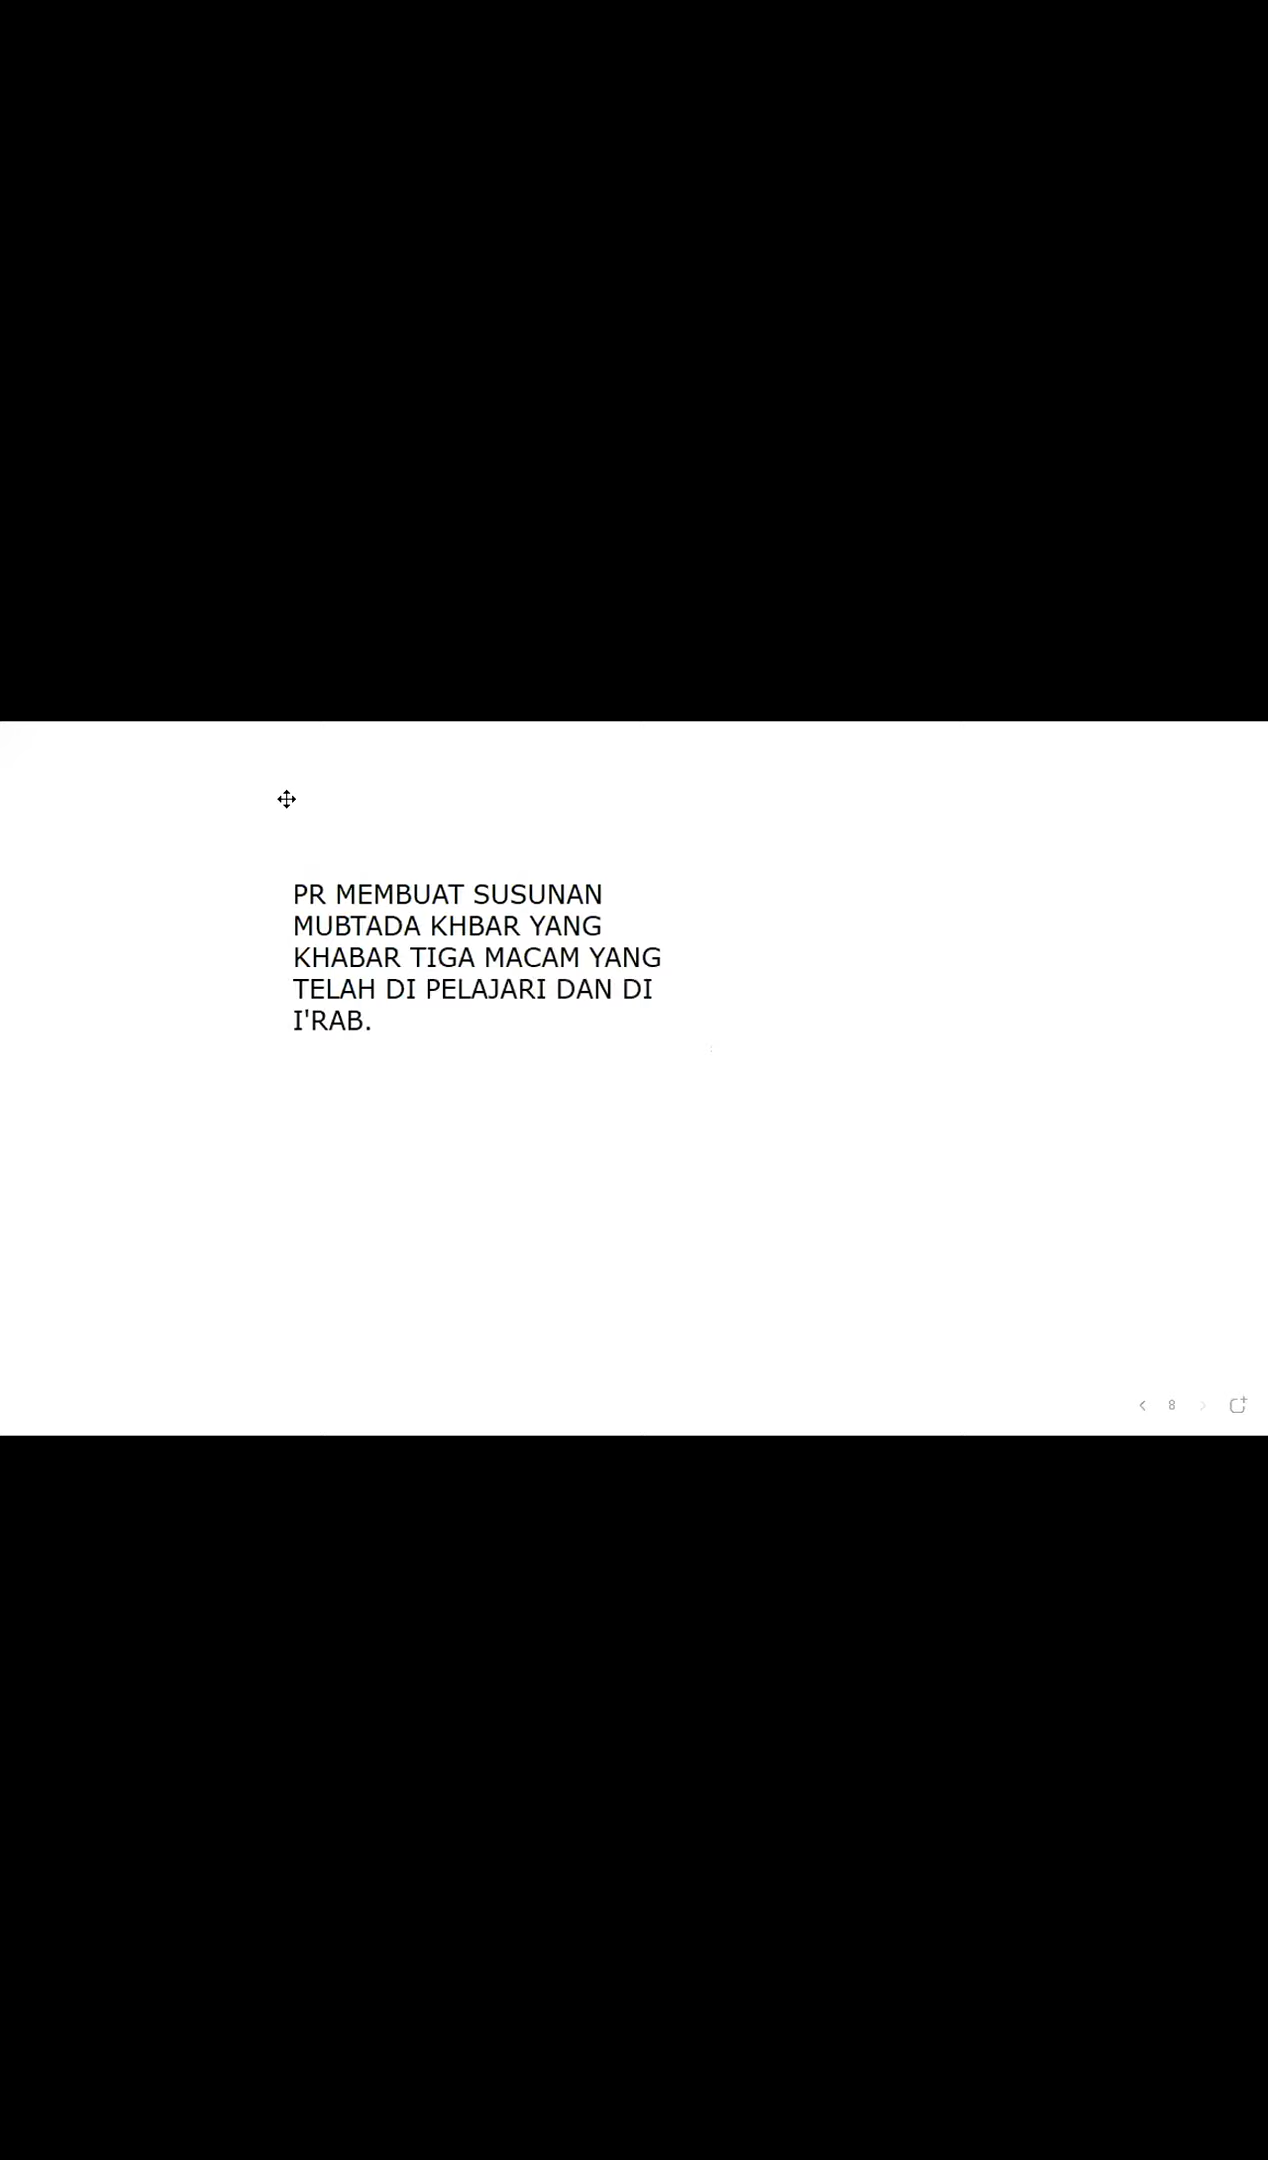 PR MEMBUAT SUSUNAN
MUBTADA KHBAR YANG
KHABAR TIGA MACAM YANG
TELAH DI PELAJARI DAN DI
I'RAB.
8